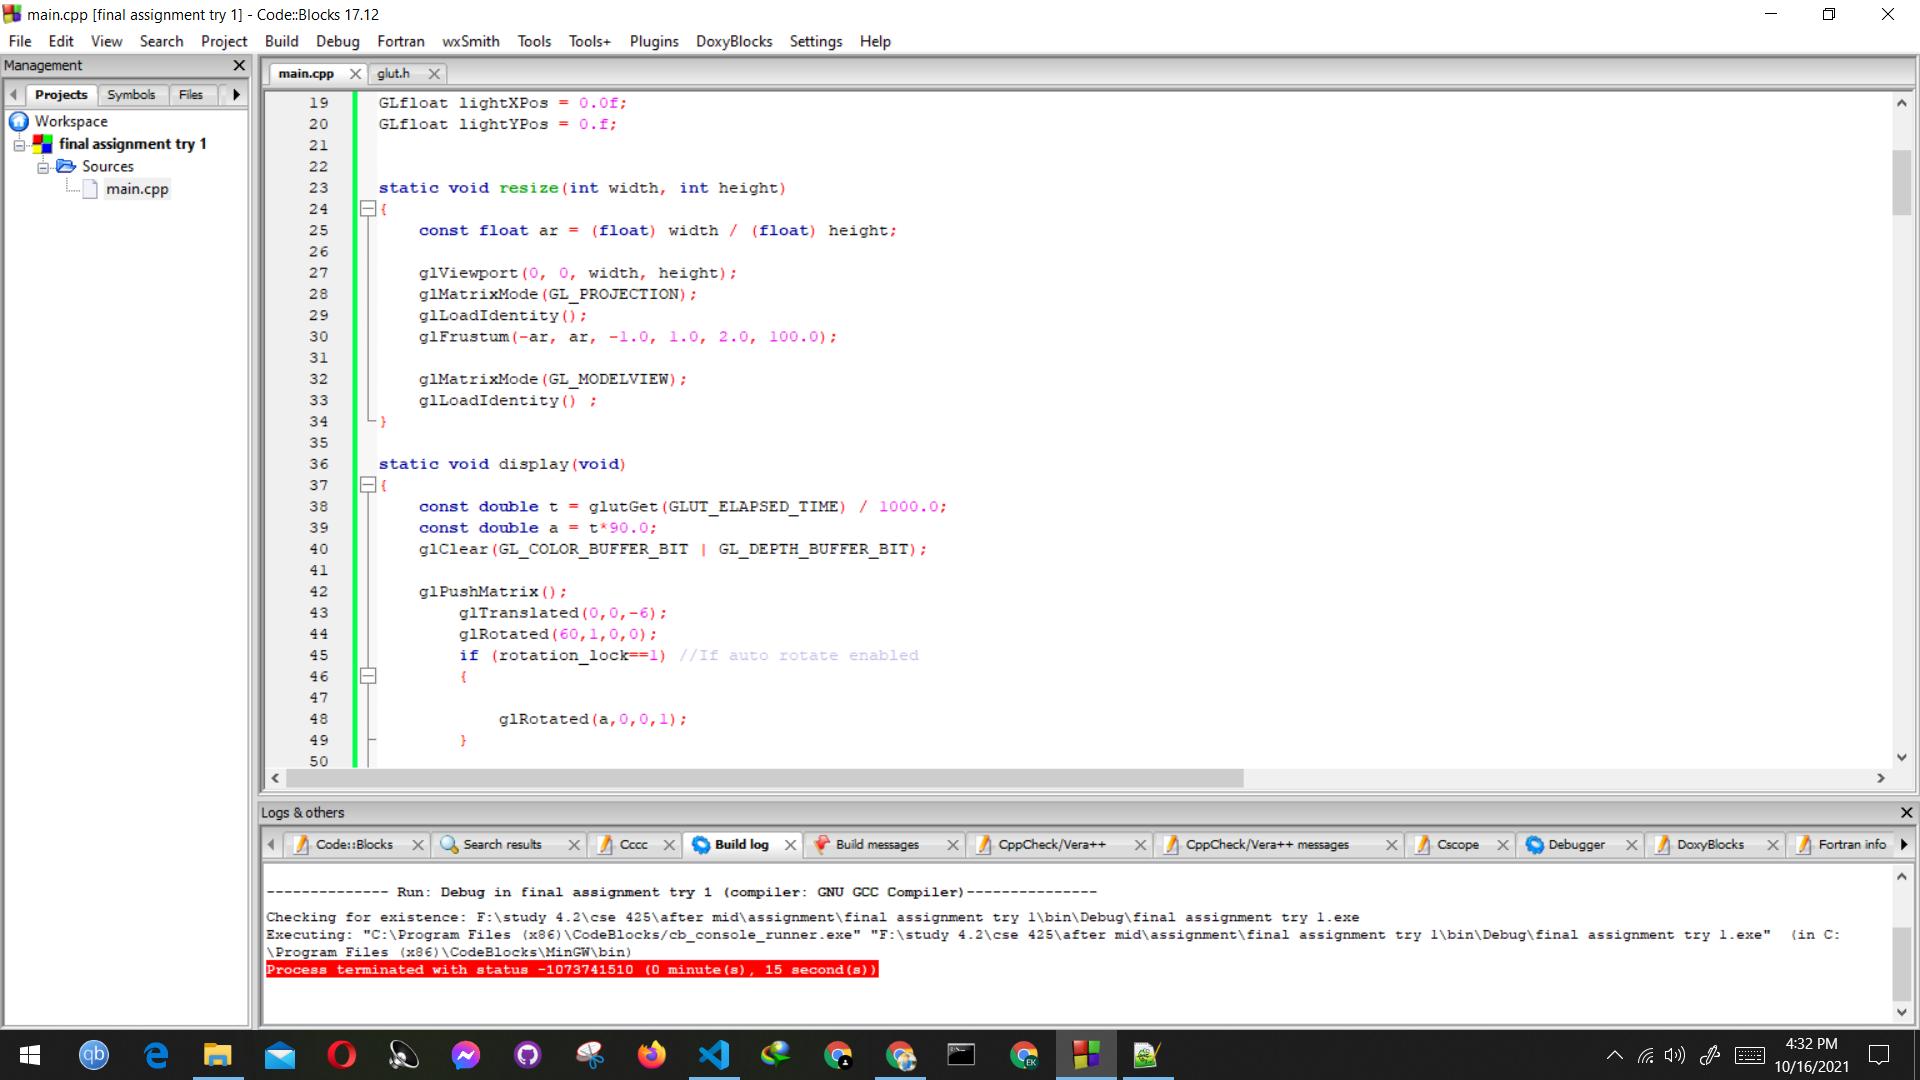 main.cpp [final assignment try 1] - Code::Blocks 17.12
File Edit View Search Project Build Debug Fortran wxSmith Tools Tools+ Plugins DoxyBlocks Settings Help
Management
Projects Symbols Files
Workspace
final assignment try 1
Sources
main.cpp
main.cpp glut.h
19 GLfloat lightXPos = 0.0f;
20 GLfloat lightYPos = 0.f;
21
22
23 static void resize(int width, int height)
24 {
25 const float ar = (float) width / (float) height;
26
27 glViewport(0, 0, width, height);
28 glMatrixMode(GL_PROJECTION);
29 glLoadIdentity();
30 glFrustum(-ar, ar, -1.0, 1.0, 2.0, 100.0);
31
32 glMatrixMode(GL_MODELVIEW);
33 glLoadIdentity() ;
34 }
35
36 static void display(void)
37 {
38 const double t = glutGet(GLUT_ELAPSED_TIME) / 1000.0;
39 const double a = t*90.0;
40 glClear(GL_COLOR_BUFFER_BIT | GL_DEPTH_BUFFER_BIT);
41
42 glPushMatrix();
43 glTranslated(0,0,-6);
44 glRotated(60,1,0,0);
45 if (rotation_lock==1) //If auto rotate enabled
46 {
47
48 glRotated(a,0,0,1);
49 }
50
Logs & others
Code::Blocks Search results Cccc Build log Build messages CppCheck/Vera++ CppCheck/Vera++ messages Cscope Debugger DoxyBlocks Fortran info
-------------- Run: Debug in final assignment try 1 (compiler: GNU GCC Compiler)---------------
Checking for existence: F:\study 4.2\cse 425\after mid\assignment\final assignment try 1\bin\Debug\final assignment try 1.exe
Executing: "C:\Program Files (x86)\CodeBlocks/cb_console_runner.exe" "F:\study 4.2\cse 425\after mid\assignment\final assignment try 1\bin\Debug\final assignment try 1.exe"  (in C:
\Program Files (x86)\CodeBlocks\MinGW\bin)
Process terminated with status -1073741510 (0 minute(s), 15 second(s))
qb
EK
4:32 PM
10/16/2021